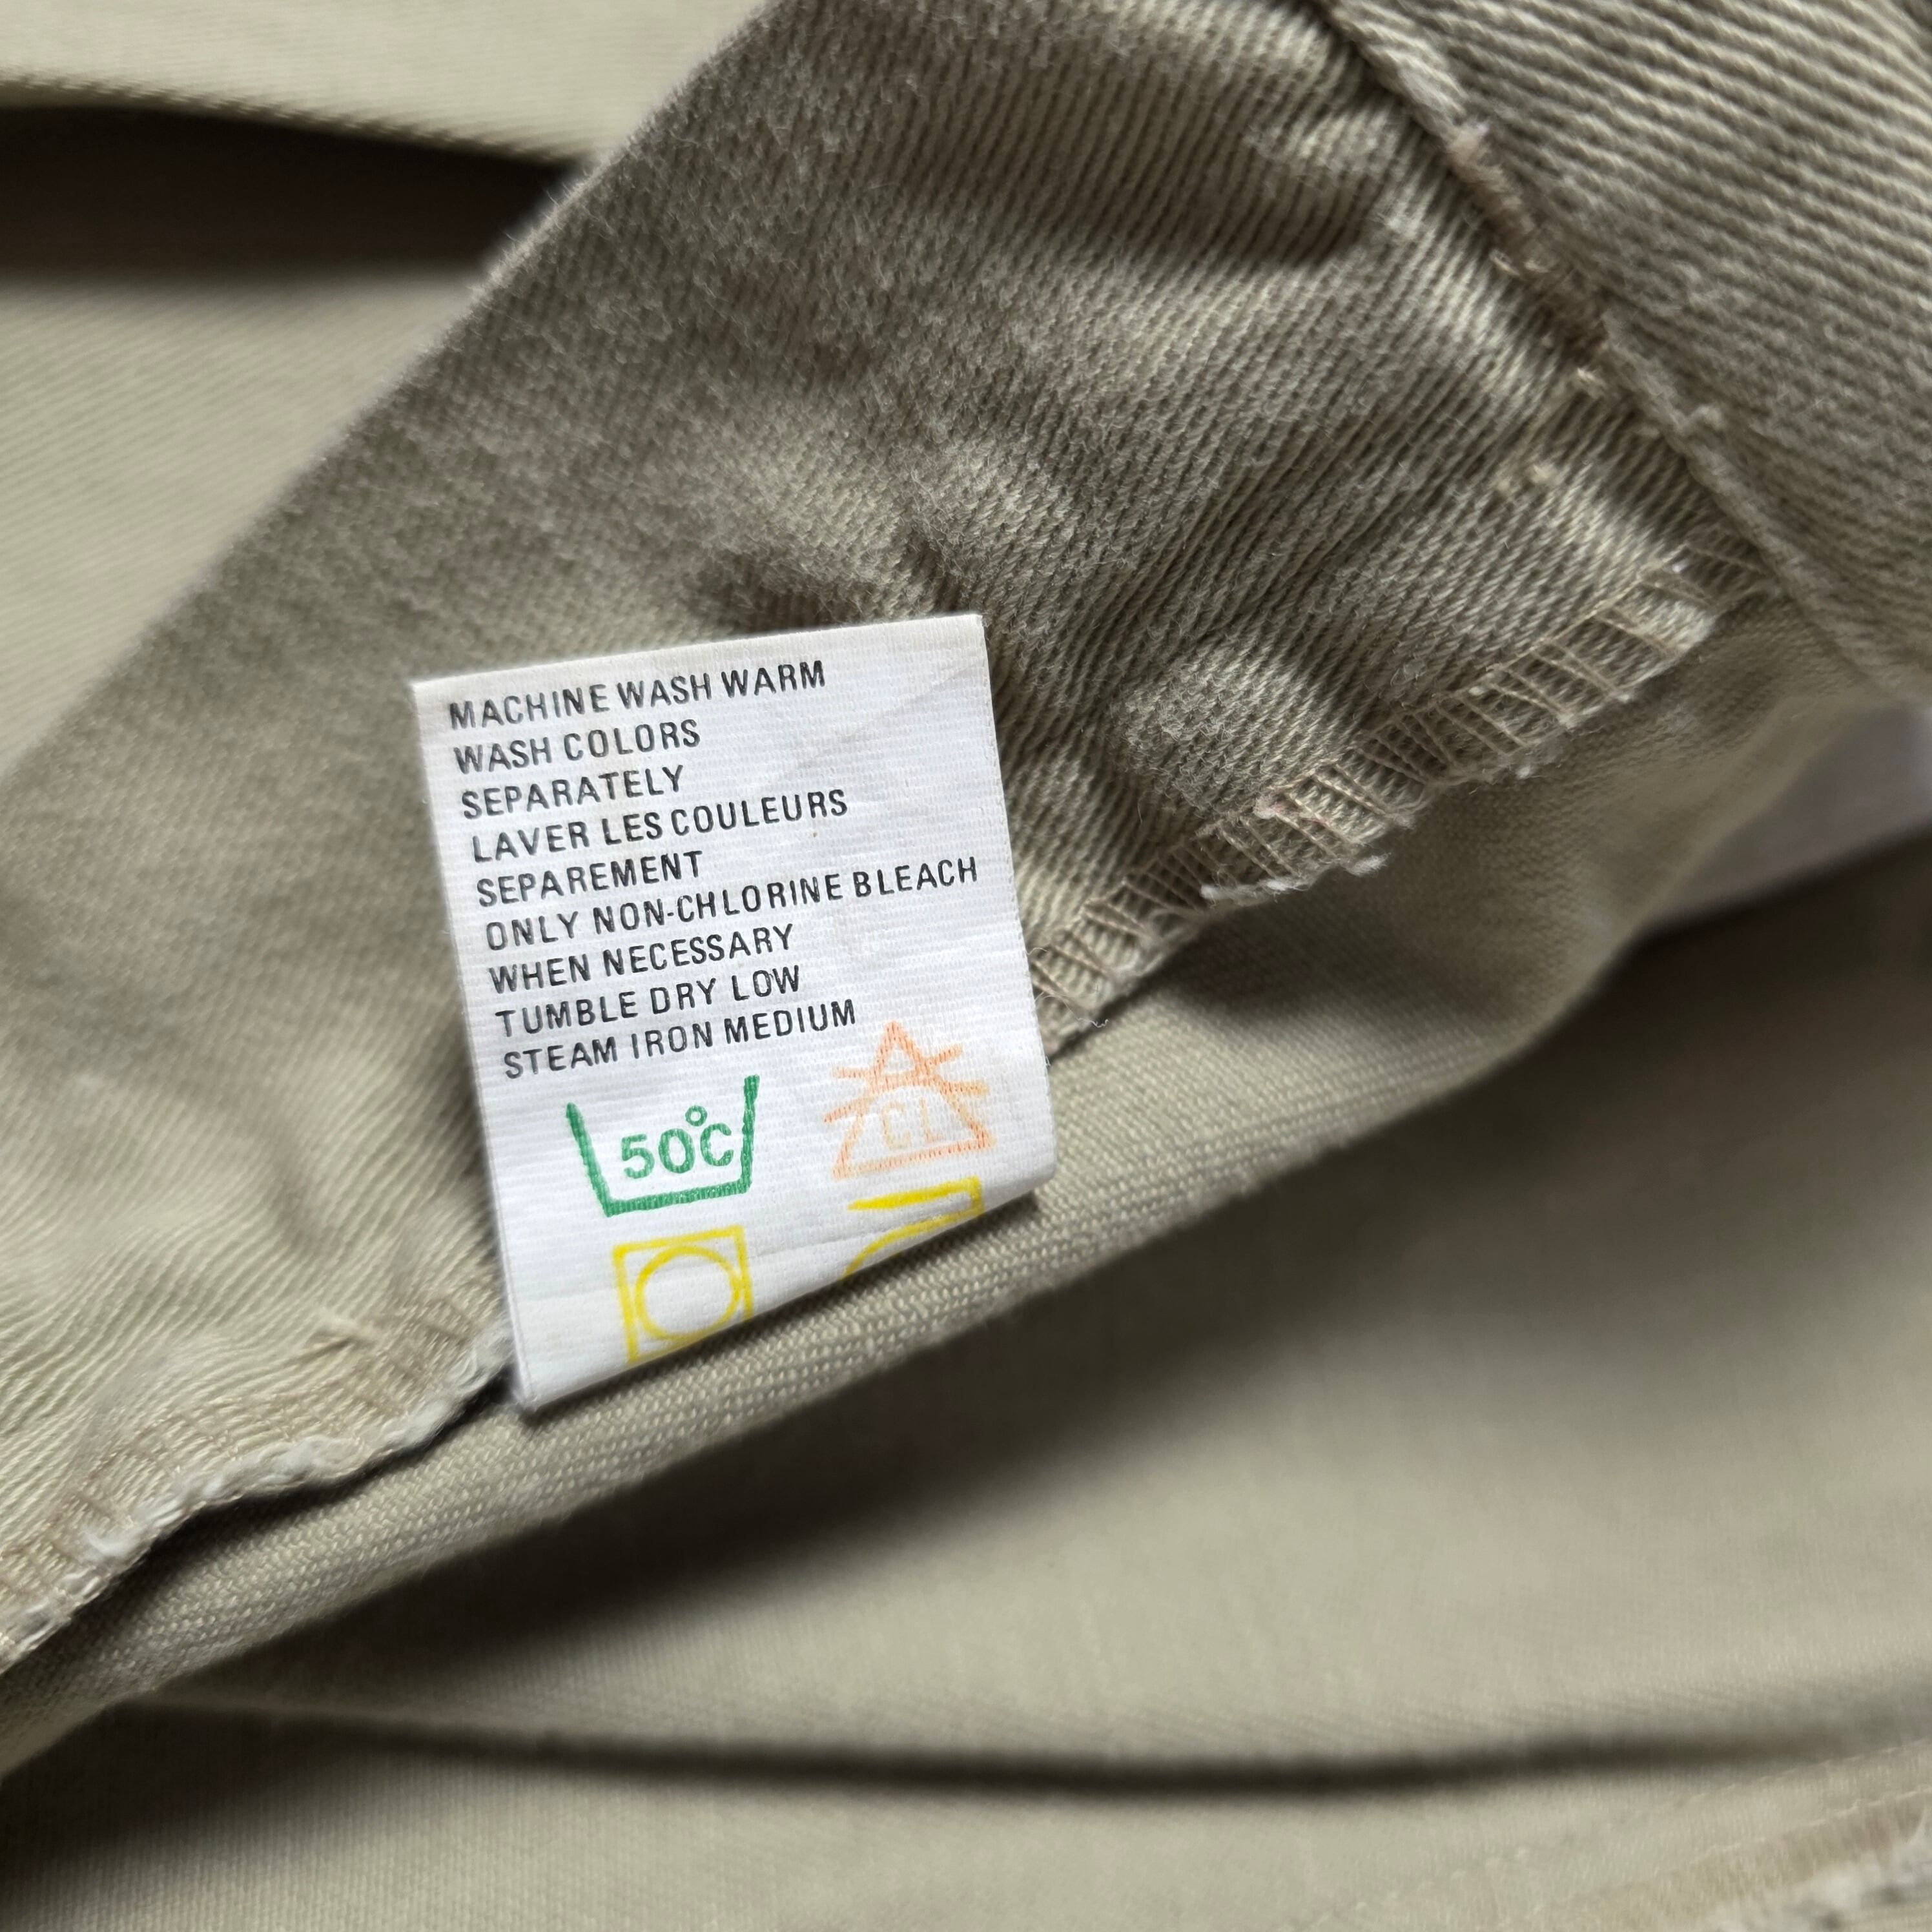 MACHINE WASH WARM
WASH COLORS
SEPARATELY
LAVER LES COULEURS
SEPAREMENT
ONLY NON-CHLORINE BLEACH
WHEN NECESSARY
TUMBLE DRY LOW
STEAM IRON MEDIUM
50°C
CL